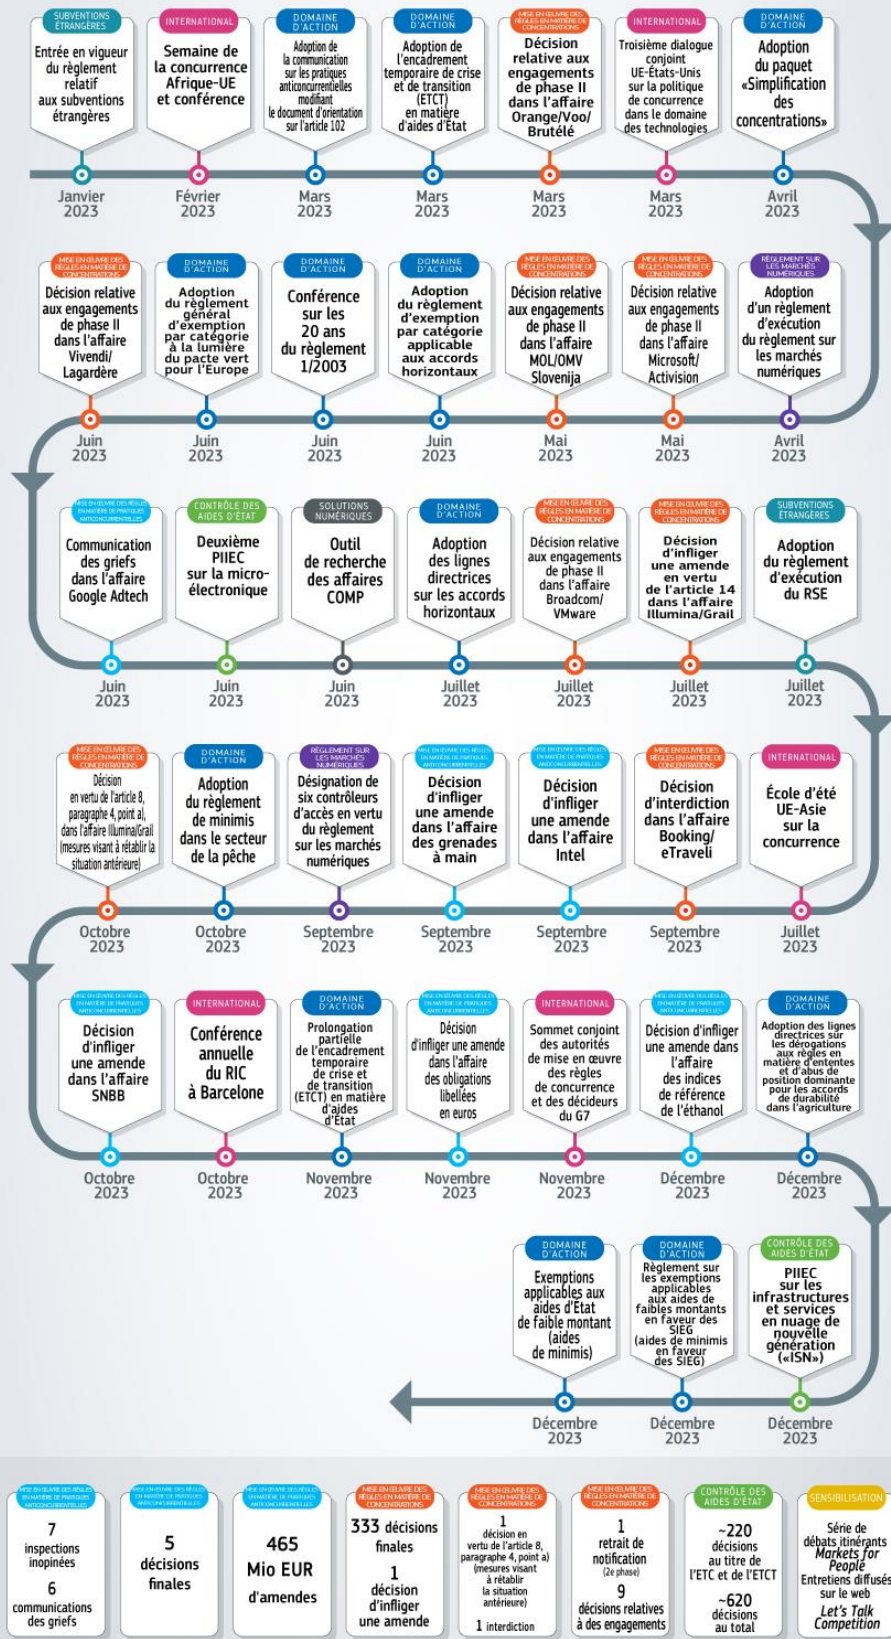 SUBVENTIONS
ÉTRANGÈRES
Entrée en vigueur
du règlement
relatif
aux subventions
étrangères
Janvier
2023
INTERNATIONAL
Semaine de
la concurrence
Afrique-UE
et conférence
Février
2023
DOMAINE
D'ACTION
Adoption de
la communication
sur les pratiques
anticoncurrentielles
modifiant
le document d'orientation
sur l'article 102
Mars
2023
DOMAINE
D'ACTION
Adoption de
l'encadrement
temporaire de crise
et de transition
(ETCT)
en matière
d'aides d'État
Mars
2023
MISE EN ŒUVRE DES
RÈGLES EN MATIÈRE DE
CONCENTRATIONS
Décision
relative aux
engagements
de phase II
dans l'affaire
Orange/Voo/
Brutélé
Mars
2023
INTERNATIONAL
Troisième dialogue
conjoint
UE-États-Unis
sur la politique
de concurrence
dans le domaine
des technologies
Mars
2023
DOMAINE
D'ACTION
Adoption
du paquet
«Simplification
des
concentrations»
Avril
2023
MISE EN ŒUVRE DES
RÈGLES EN MATIÈRE DE
CONCENTRATIONS
Décision relative
aux engagements
de phase II
dans l'affaire
Vivendi/
Lagardère
Juin
2023
DOMAINE
D'ACTION
Adoption
du règlement
général
d'exemption
par catégorie
à la lumière
du pacte vert
pour l'Europe
Juin
2023
DOMAINE
D'ACTION
Conférence
sur les
20 ans
du règlement
1/2003
Juin
2023
DOMAINE
D'ACTION
Adoption
du règlement
d'exemption
par catégorie
applicable
aux accords
horizontaux
Juin
2023
MISE EN ŒUVRE DES
RÈGLES EN MATIÈRE DE
CONCENTRATIONS
Décision relative
aux engagements
de phase II
dans l'affaire
MOL/OMV
Slovenija
Mai
2023
MISE EN ŒUVRE DES
RÈGLES EN MATIÈRE DE
CONCENTRATIONS
Décision relative
aux engagements
de phase II
dans l'affaire
Microsoft/
Activision
Mai
2023
RÈGLEMENT SUR
LES MARCHÉS
NUMÉRIQUES
Adoption
d'un règlement
d'exécution
du règlement sur
les marchés
numériques
Avril
2023
MISE EN ŒUVRE DES RÈGLES
EN MATIÈRE DE PRATIQUES
ANTICONCURRENTIELLES
Communication
des griefs
dans l'affaire
Google Adtech
Juin
2023
CONTRÔLE DES
AIDES D'ÉTAT
Deuxième
PIIEC
sur la micro-
électronique
Juin
2023
SOLUTIONS
NUMÉRIQUES
Outil
de recherche
des affaires
COMP
Juin
2023
DOMAINE
D'ACTION
Adoption
des lignes
directrices
sur les accords
horizontaux
Juillet
2023
MISE EN ŒUVRE DES
RÈGLES EN MATIÈRE DE
CONCENTRATIONS
Décision relative
aux engagements
de phase II
dans l'affaire
Broadcom/
VMware
Juillet
2023
MISE EN ŒUVRE DES
RÈGLES EN MATIÈRE DE
CONCENTRATIONS
Décision
d'infliger
une amende
en vertu
de l'article 14
dans l'affaire
Illumina/Grail
Juillet
2023
SUBVENTIONS
ÉTRANGÈRES
Adoption
du règlement
d'exécution
du RSE
Juillet
2023
MISE EN ŒUVRE DES
RÈGLES EN MATIÈRE DE
CONCENTRATIONS
Décision
en vertu de l'article 8,
paragraphe 4, point a),
dans l'affaire Illumina/Grail
(mesures visant à rétablir la
situation antérieure)
Octobre
2023
DOMAINE
D'ACTION
Adoption
du règlement
de minimis
dans le secteur
de la pêche
Octobre
2023
RÈGLEMENT SUR
LES MARCHÉS
NUMÉRIQUES
Désignation de
six contrôleurs
d'accès en vertu
du règlement
sur les marchés
numériques
Septembre
2023
MISE EN ŒUVRE DES RÈGLES
EN MATIÈRE DE PRATIQUES
ANTICONCURRENTIELLES
Décision
d'infliger
une amende
dans l'affaire
des grenades
à main
Septembre
2023
MISE EN ŒUVRE DES RÈGLES
EN MATIÈRE DE PRATIQUES
ANTICONCURRENTIELLES
Décision
d'infliger
une amende
dans l'affaire
Intel
Septembre
2023
MISE EN ŒUVRE DES
RÈGLES EN MATIÈRE DE
CONCENTRATIONS
Décision
d'interdiction
dans l'affaire
Booking/
eTraveli
Septembre
2023
INTERNATIONAL
École d'été
UE-Asie
sur la
concurrence
Juillet
2023
MISE EN ŒUVRE DES RÈGLES
EN MATIÈRE DE PRATIQUES
ANTICONCURRENTIELLES
Décision
d'infliger
une amende
dans l'affaire
SNBB
Octobre
2023
INTERNATIONAL
Conférence
annuelle
du RIC
à Barcelone
Octobre
2023
DOMAINE
D'ACTION
Prolongation
partielle
de l'encadrement
temporaire
de crise et
de transition
(ETCT) en matière
d'aides
d'État
Novembre
2023
MISE EN ŒUVRE DES RÈGLES
EN MATIÈRE DE PRATIQUES
ANTICONCURRENTIELLES
Décision
d'infliger une amende
dans l'affaire
des obligations
libellées
en euros
Novembre
2023
INTERNATIONAL
Sommet conjoint
des autorités
de mise en œuvre
des règles
de concurrence
et des décideurs
du G7
Novembre
2023
MISE EN ŒUVRE DES RÈGLES
EN MATIÈRE DE PRATIQUES
ANTICONCURRENTIELLES
Décision d'infliger
une amende dans
l'affaire
des indices
de référence
de l'éthanol
Décembre
2023
DOMAINE
D'ACTION
Adoption des lignes
directrices sur
les dérogations
aux règles en
matière d'ententes
et d'abus de
position dominante
pour les accords
de durabilité
dans l'agriculture
Décembre
2023
DOMAINE
D'ACTION
Exemptions
applicables aux
aides d'État
de faible montant
(aides
de minimis)
Décembre
2023
DOMAINE
D'ACTION
Règlement sur
les exemptions
applicables
aux aides de
faibles montants
en faveur des
SIEG
(aides de minimis
en faveur
des SIEG)
Décembre
2023
CONTRÔLE DES
AIDES D'ÉTAT
PIIEC
sur les
infrastructures
et services
en nuage de
nouvelle
génération
(«ISN»)
Décembre
2023
MISE EN ŒUVRE DES RÈGLES
EN MATIÈRE DE PRATIQUES
ANTICONCURRENTIELLES
7
inspections
inopinées
6
communications
des griefs
MISE EN ŒUVRE DES RÈGLES
EN MATIÈRE DE PRATIQUES
ANTICONCURRENTIELLES
5
décisions
finales
MISE EN ŒUVRE DES RÈGLES
EN MATIÈRE DE PRATIQUES
ANTICONCURRENTIELLES
465
Mio EUR
d'amendes
MISE EN ŒUVRE DES
RÈGLES EN MATIÈRE DE
CONCENTRATIONS
333 décisions
finales
1
décision
d'infliger
une amende
MISE EN ŒUVRE DES
RÈGLES EN MATIÈRE DE
CONCENTRATIONS
1
décision en
vertu de l'article 8,
paragraphe 4, point a)
(mesures visant
à rétablir
la situation
antérieure)
1 interdiction
MISE EN ŒUVRE DES
RÈGLES EN MATIÈRE DE
CONCENTRATIONS
1
retrait de
notification
(2e phase)
9
décisions relatives
à des engagements
CONTRÔLE DES
AIDES D'ÉTAT
~220
décisions
au titre de
l'ETC et de l'ETCT
~620
décisions
au total
SENSIBILISATION
Série de
débats itinérants
Markets for
People
Entretiens diffusés
sur le web
Let's Talk
Competition